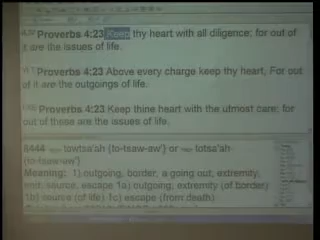 Proverbs 4:23 Keep thy heart with all diligence; for out of
it are the issues of life.
Proverbs 4:23 Above every charge keep thy heart, For out
of it are the outgoings of life.
Proverbs 4:23 Keep thine heart with the utmost care: for
out of these are the issues of life.
8444 towtsa'ah {to-tsaw-aw'} or totsa'ah
{to-tsaw-aw'}
Meaning: 1) outgoing, border, a going out, extremity,
end, source, escape 1a) outgoing, extremity (of border)
1b) source (of life) 1c) escape (from death)